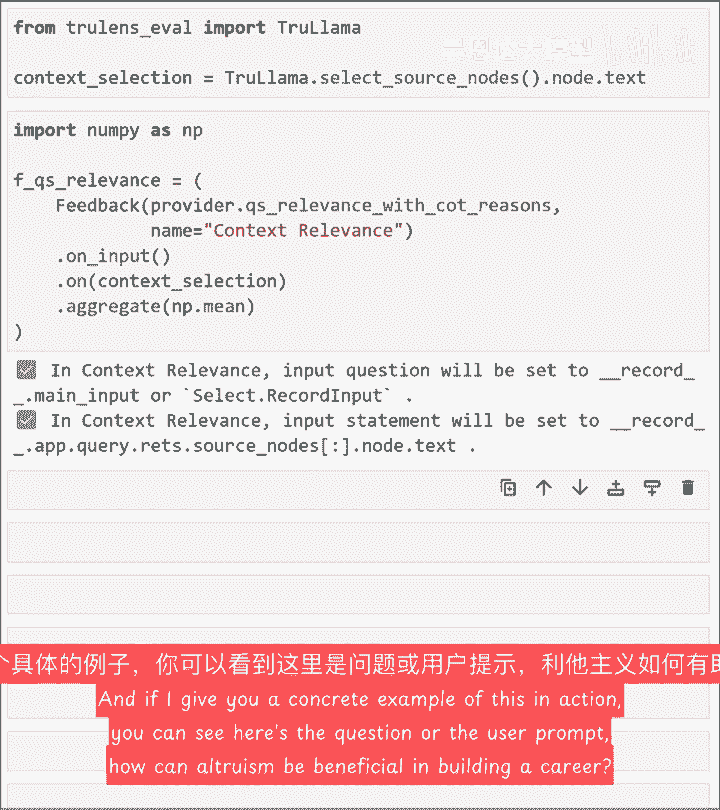 from trulens_eval import TruLlama
context_selection = TruLlama.select_source_nodes().node.text
import numpy as np
f_qs_relevance = (
    Feedback(provider.qs_relevance_with_cot_reasons,
             name="Context Relevance")
    .on_input()
    .on(context_selection)
    .aggregate(np.mean)
)
✅ In Context Relevance, input question will be set to __record_
_.main_input or `Select.RecordInput` .
✅ In Context Relevance, input statement will be set to __record_
_.app.query.rets.source_nodes[:].node.text .
个具体的例子，你可以看到这里是问题或用户提示，利他主义如何有助
And if I give you a concrete example of this in action,
you can see here's the question or the user prompt,
how can altruism be beneficial in building a career?